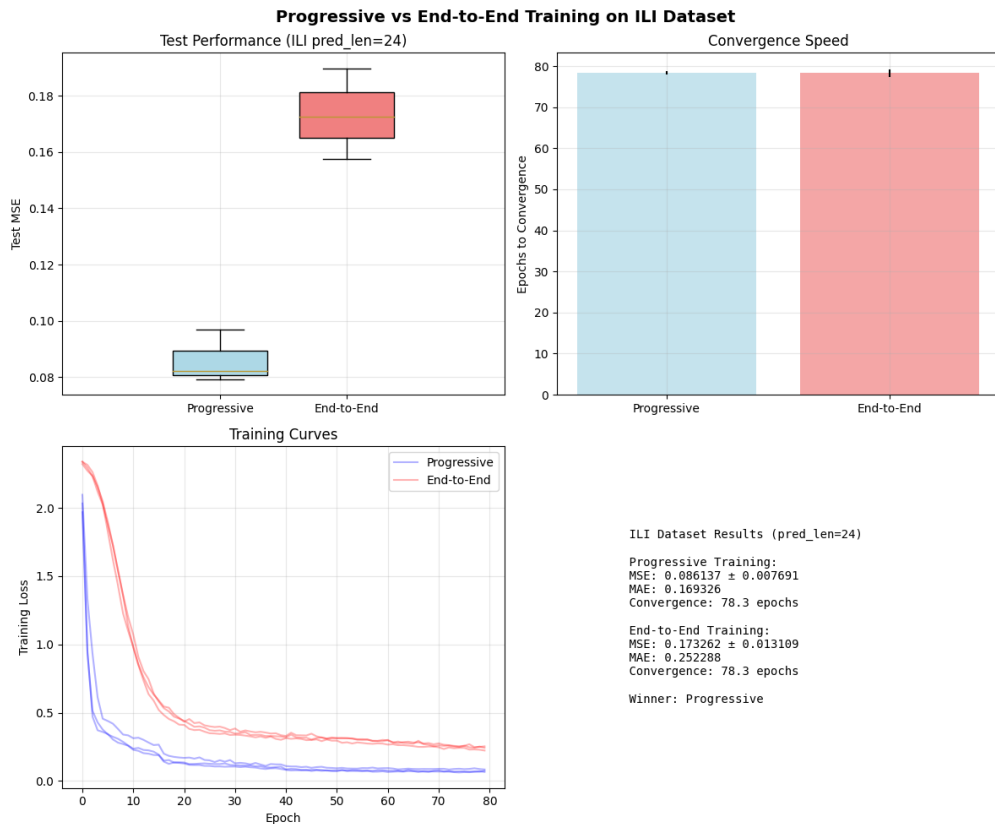 Progressive vs End-to-End Training on ILI Dataset
Test Performance (ILI pred_len=24)
Test MSE
0.18
0.16
0.14
0.12
0.10
0.08
Progressive
End-to-End
Convergence Speed
Epochs to Convergence
80
70
60
50
40
30
20
10
0
Progressive
End-to-End
Training Curves
Training Loss
2.0
1.5
1.0
0.5
0.0
Progressive
End-to-End
0 10 20 30 40 50 60 70 80
Epoch
ILI Dataset Results (pred_len=24)
Progressive Training:
MSE: 0.086137 ± 0.007691
MAE: 0.169326
Convergence: 78.3 epochs
End-to-End Training:
MSE: 0.173262 ± 0.013109
MAE: 0.252288
Convergence: 78.3 epochs
Winner: Progressive